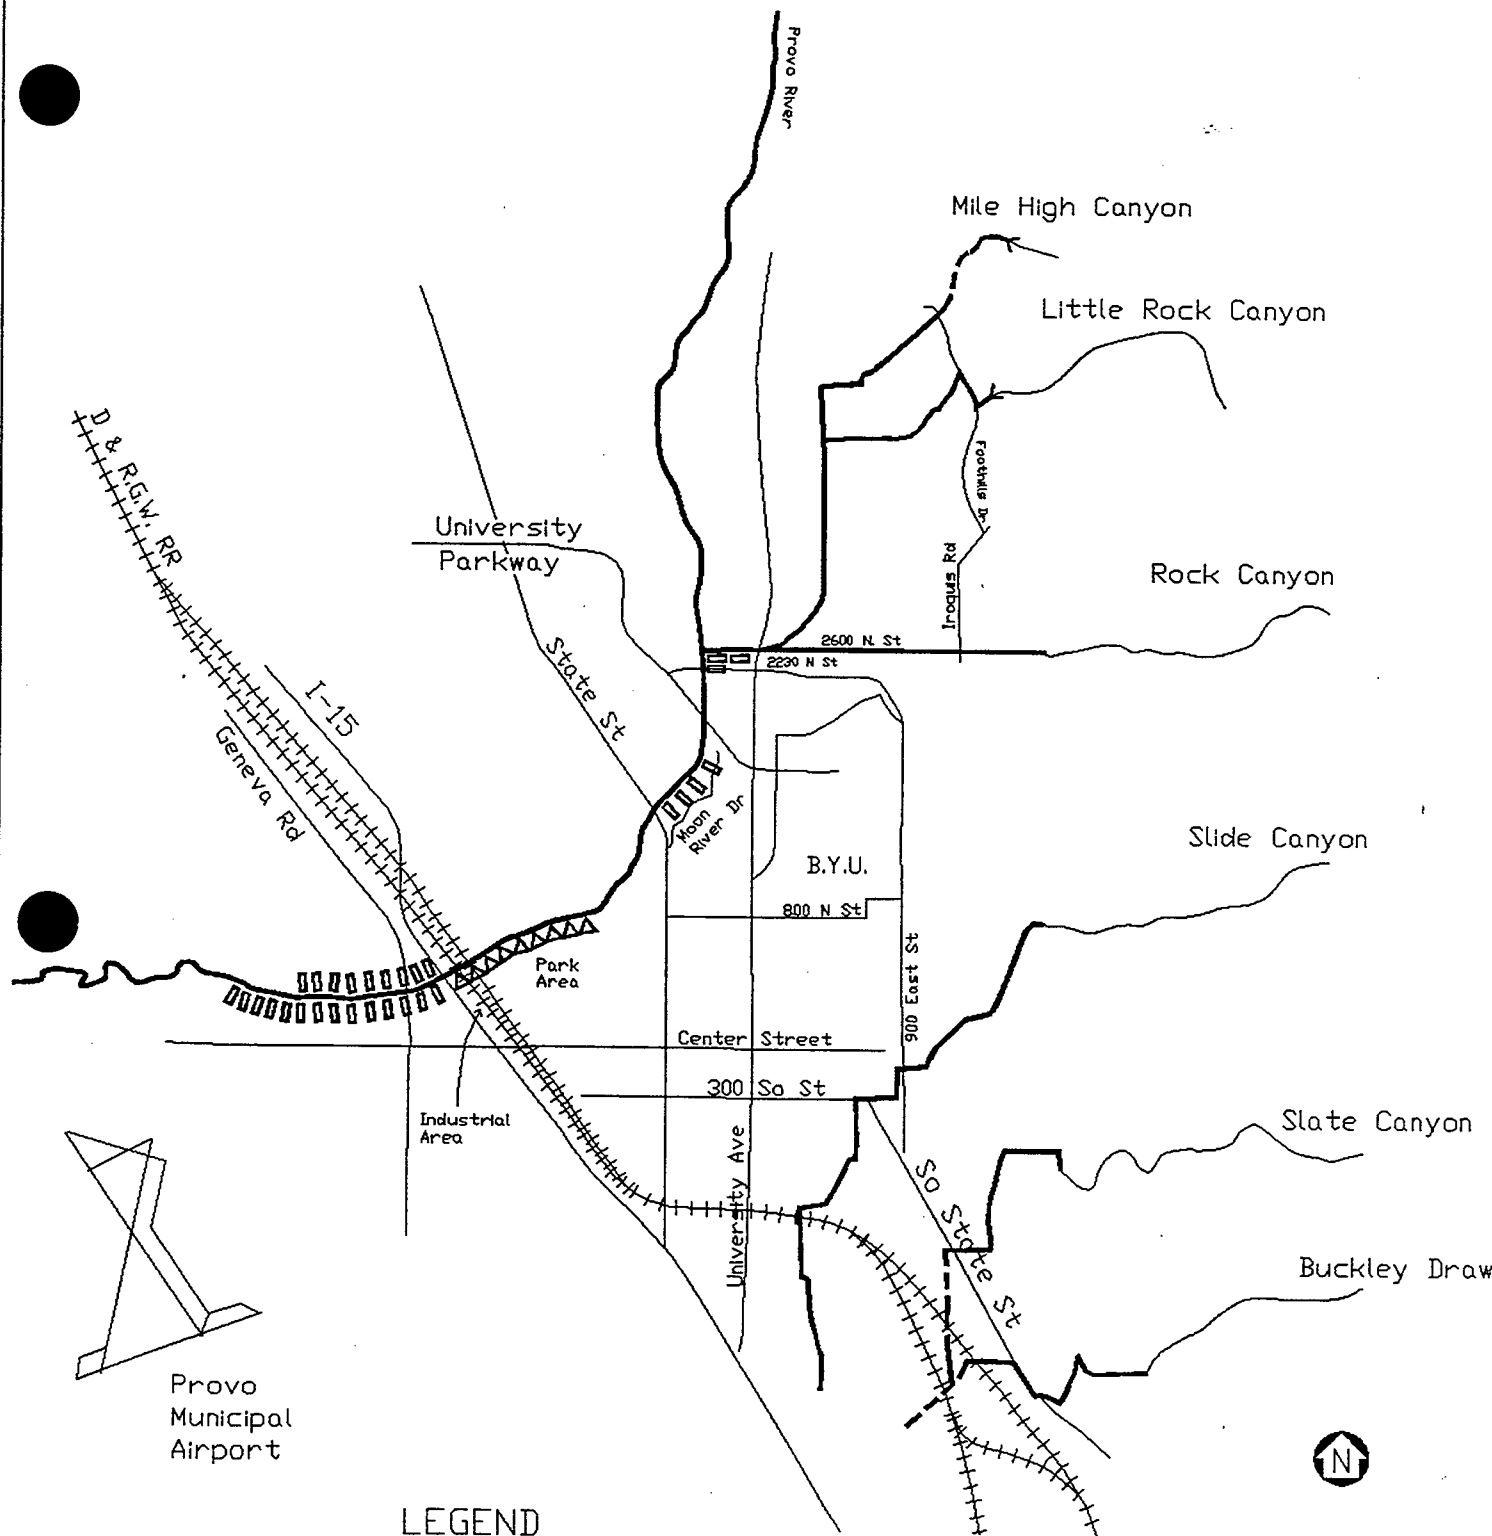 Provo River
Mile High Canyon
Little Rock Canyon
D & R.G.W. RR
Foothills Dr
University
Parkway
Iroquis Rd
Rock Canyon
2600 N. St
2230 N St
State St
I-15
Geneva Rd
Moon
River Dr
Slide Canyon
B.Y.U.
800 N St
900 East St
Park
Area
Center Street
300 So St
Industrial
Area
Slate Canyon
University Ave
So State St
Buckley Draw
Provo
Municipal
Airport
N
LEGEND